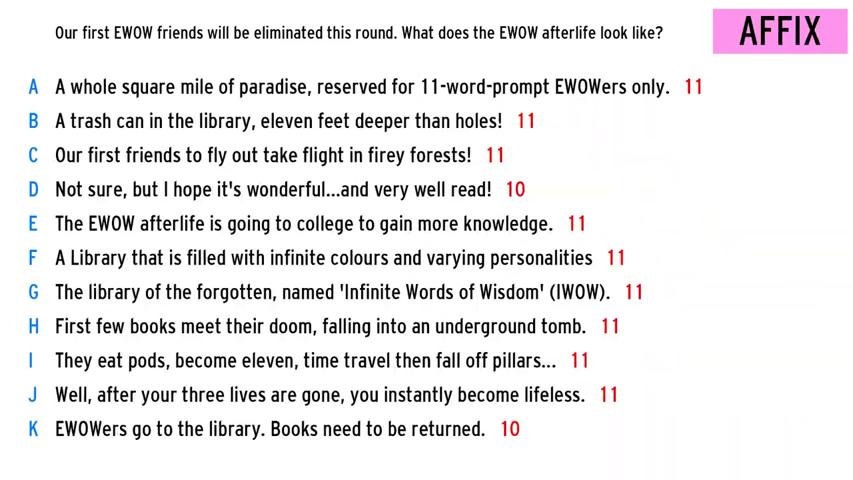 Our first EWOW friends will be eliminated this round. What does the EWOW afterlife look like?
AFFIX
A A whole square mile of paradise, reserved for 11-word-prompt EWOWers only. 11
B A trash can in the library, eleven feet deeper than holes! 11
C Our first friends to fly out take flight in firey forests! 11
D Not sure, but I hope it's wonderful...and very well read! 10
E The EWOW afterlife is going to college to gain more knowledge. 11
F A Library that is filled with infinite colours and varying personalities 11
G The library of the forgotten, named 'Infinite Words of Wisdom' (IWOW). 11
H First few books meet their doom, falling into an underground tomb. 11
I They eat pods, become eleven, time travel then fall off pillars... 11
J Well, after your three lives are gone, you instantly become lifeless. 11
K EWOWers go to the library. Books need to be returned. 10